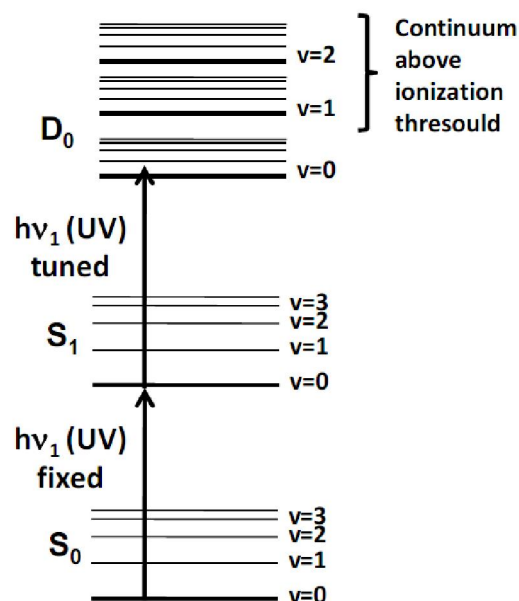 Continuum
above
ionization
thresould
v=2
v=1
D₀
v=0
hν₁ (UV)
tuned
v=3
v=2
S₁
v=1
v=0
hν₁ (UV)
fixed
v=3
v=2
S₀
v=1
v=0